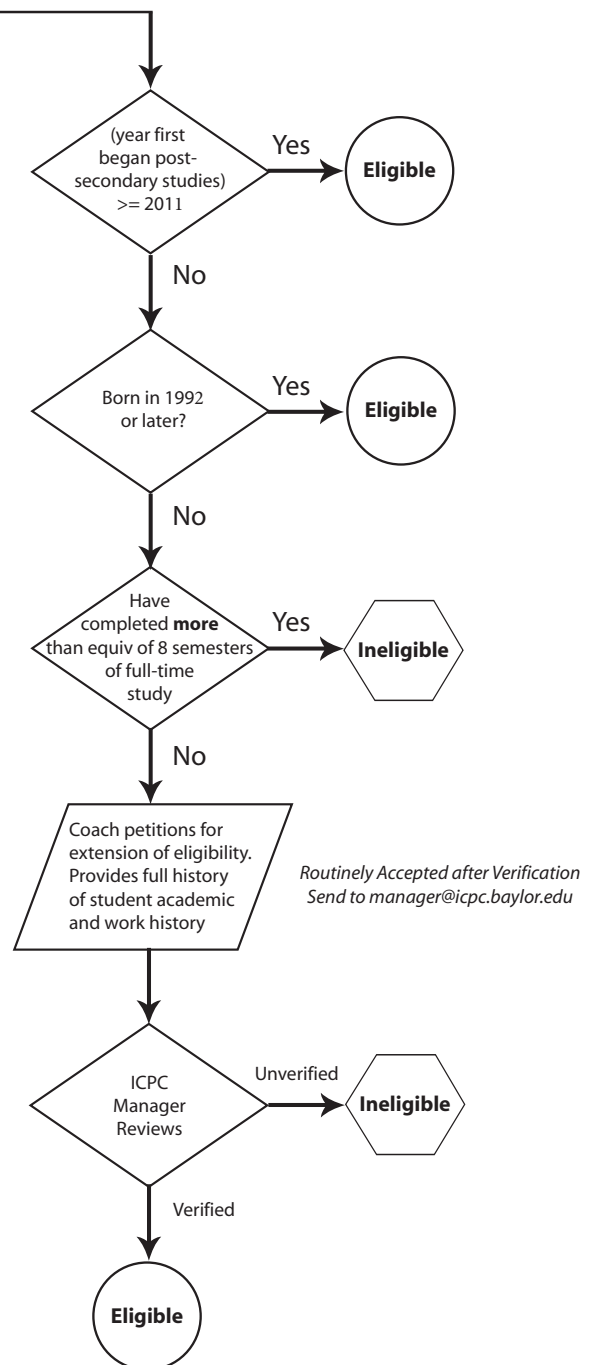 (year first
began post-
secondary studies)
>= 2011
Yes
Eligible
No
Born in 1992
or later?
Yes
Eligible
No
Have
completed more
than equiv of 8 semesters
of full-time
study
Yes
Ineligible
No
Coach petitions for
extension of eligibility.
Provides full history
of student academic
and work history
Routinely Accepted after Verification
Send to manager@icpc.baylor.edu
ICPC
Manager
Reviews
Unverified
Ineligible
Verified
Eligible